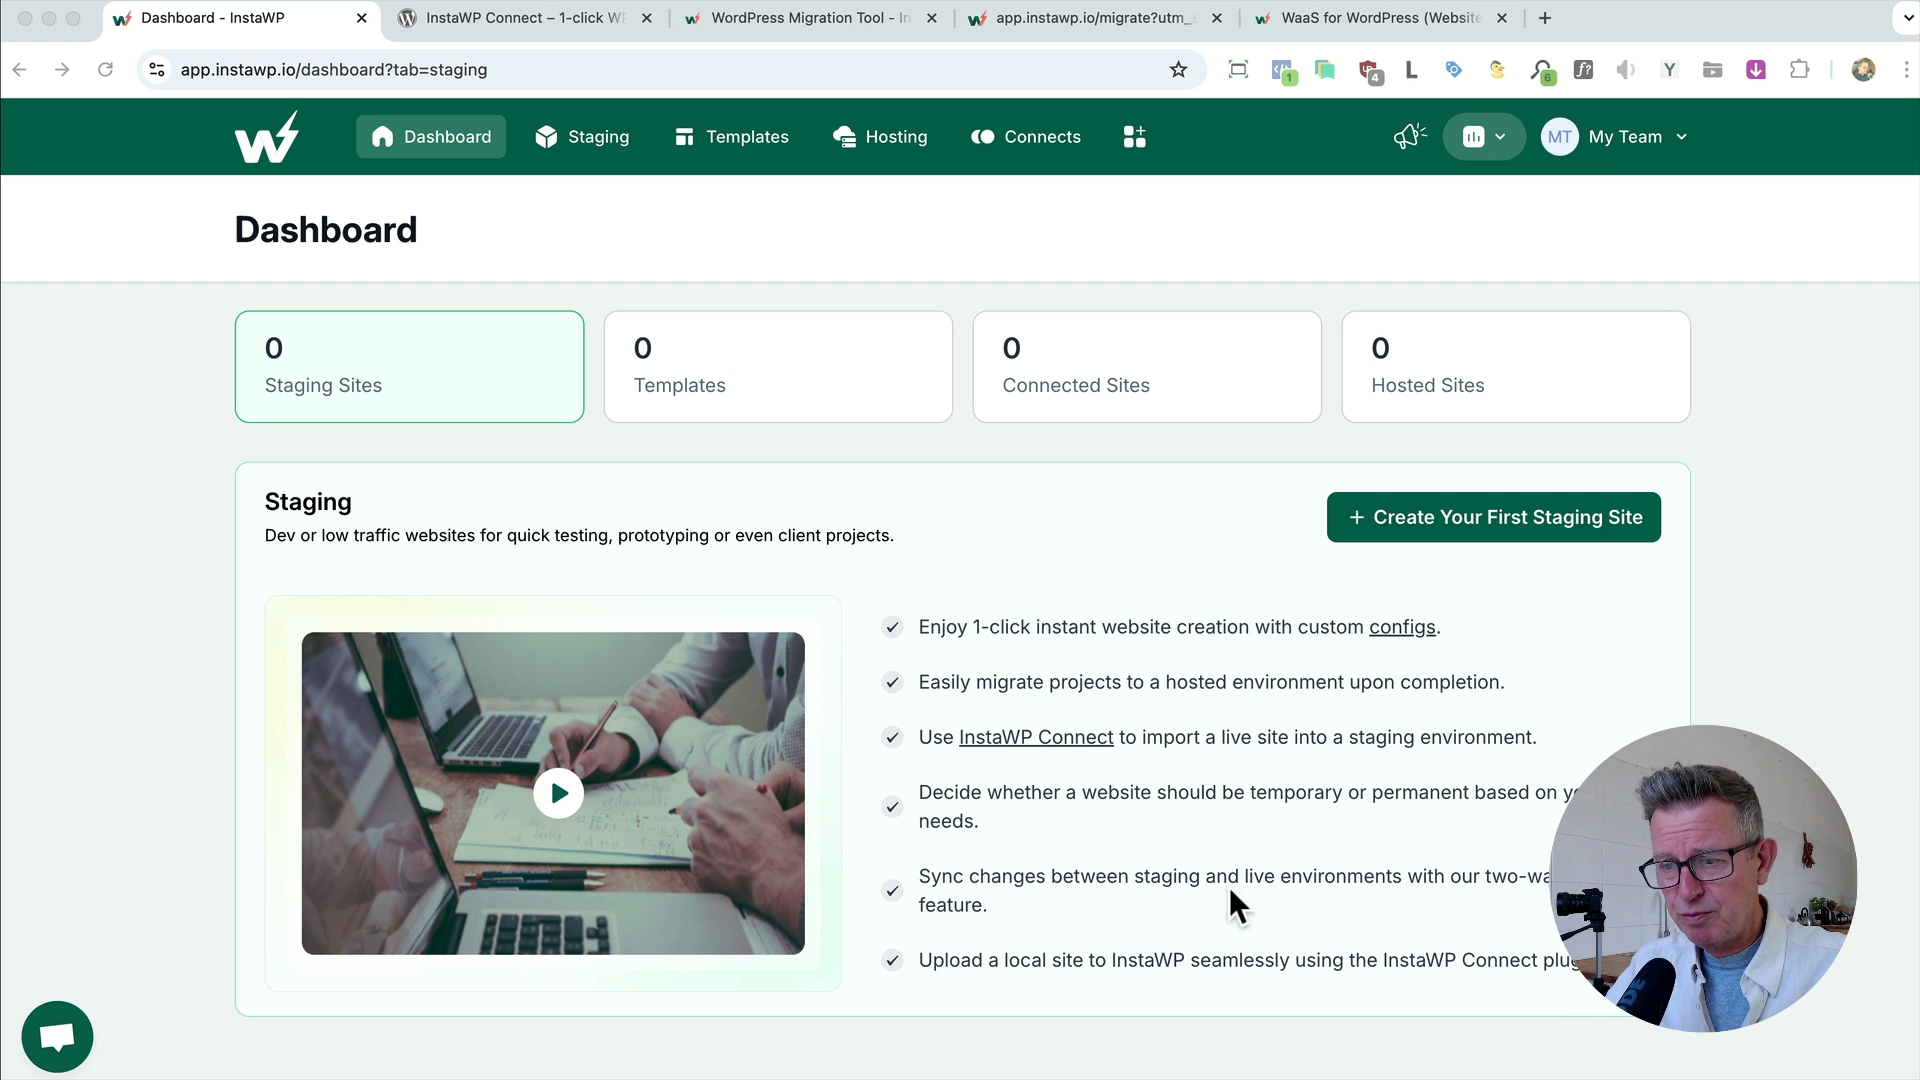 Dashboard - InstaWP
InstaWP Connect – 1-click WP
WordPress Migration Tool - In
app.instawp.io/migrate?utm_s
WaaS for WordPress (Website
app.instawp.io/dashboard?tab=staging
1
4
L
6
f?
Y
Dashboard
Staging
Templates
Hosting
Connects
MT
My Team
Dashboard
0
Staging Sites
0
Templates
0
Connected Sites
0
Hosted Sites
Staging
Dev or low traffic websites for quick testing, prototyping or even client projects.
+ Create Your First Staging Site
Enjoy 1-click instant website creation with custom configs.
Easily migrate projects to a hosted environment upon completion.
Use InstaWP Connect to import a live site into a staging environment.
Decide whether a website should be temporary or permanent based on
needs.
Sync changes between staging and live environments with our
feature.
Upload a local site to InstaWP seamlessly using the InstaWP Connect